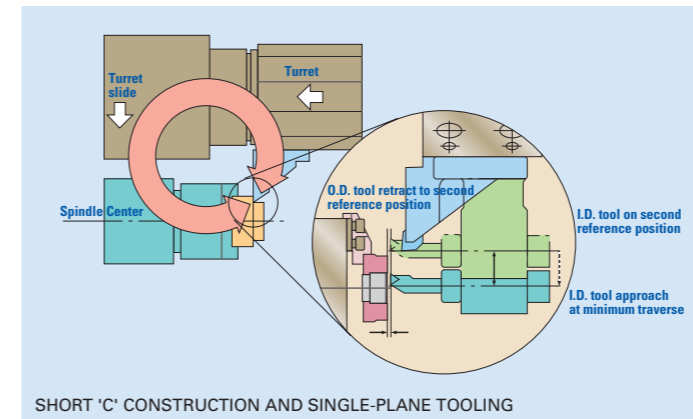 Turret
slide
Turret
Spindle Center
O.D. tool retract to second
reference position
I.D. tool on second
reference position
I.D. tool approach
at minimum traverse
SHORT 'C' CONSTRUCTION AND SINGLE-PLANE TOOLING